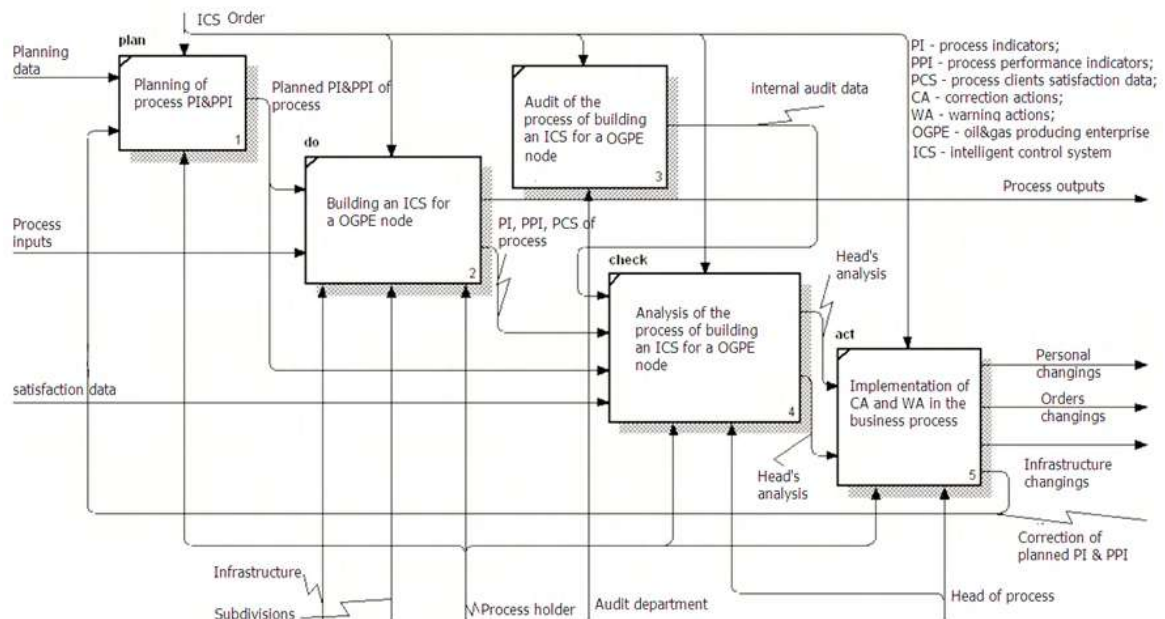 ICS Order
plan
Planning
data
Planning of
process PI&PPI
1
Planned PI&PPI of
process
Audit of the
process of building
an ICS for a OGPE
node
3
internal audit data
PI - process indicators;
PPI - process performance indicators;
PCS - process clients satisfaction data;
CA - correction actions;
WA - warning actions;
OGPE - oil&gas producing enterprise
ICS - intelligent control system
do
Building an ICS for
a OGPE node
2
Process outputs
Process
inputs
PI, PPI, PCS of
process
check
Analysis of the
process of building
an ICS for a OGPE
node
4
Head's
analysis
act
Implementation of
CA and WA in the
business process
5
Personal
changings
Orders
changings
Infrastructure
changings
satisfaction data
Head's
analysis
Correction of
planned PI & PPI
Infrastructure
Subdivisions
Process holder
Audit department
Head of process